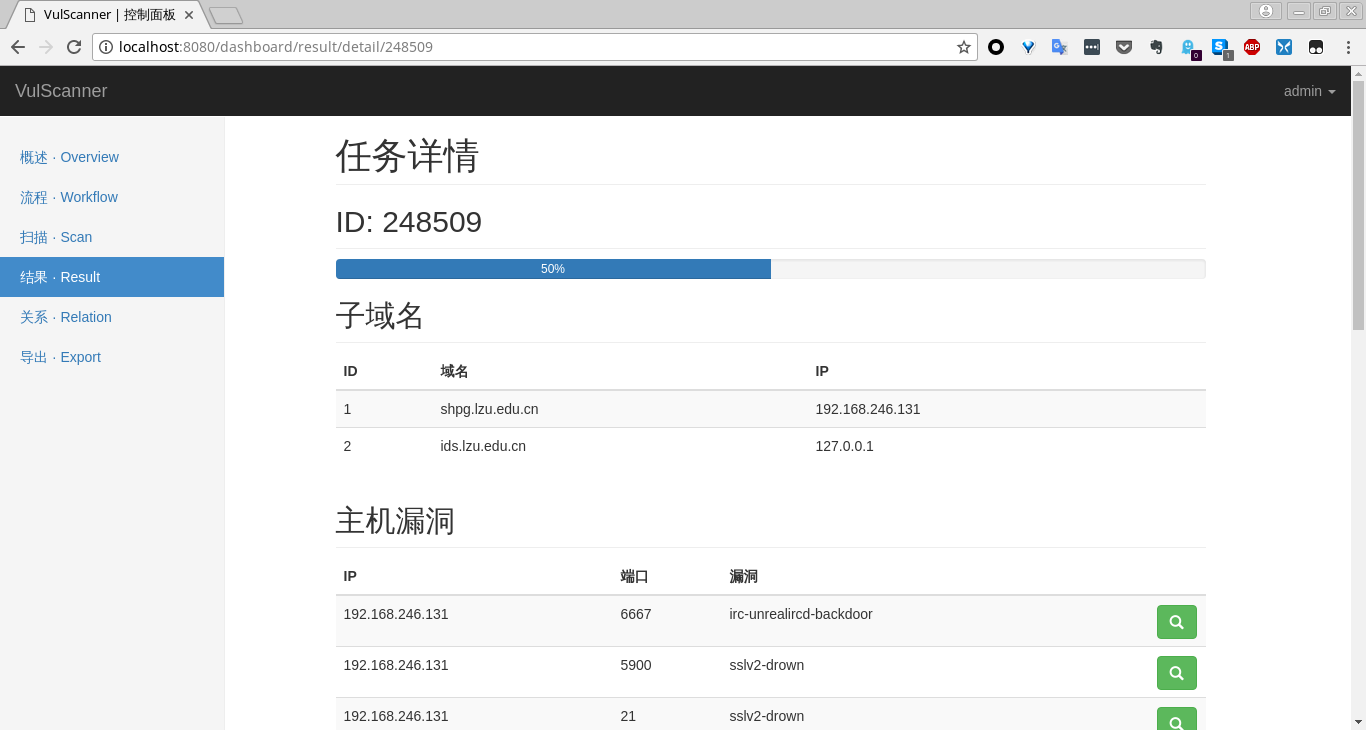 VulScanner | 控制面板
localhost:8080/dashboard/result/detail/248509
VulScanner
admin
概述 · Overview
流程 · Workflow
扫描 · Scan
结果 · Result
关系 · Relation
导出 · Export
任务详情
ID: 248509
50%
子域名
ID 域名 IP
1 shpg.lzu.edu.cn 192.168.246.131
2 ids.lzu.edu.cn 127.0.0.1
主机漏洞
IP 端口 漏洞
192.168.246.131 6667 irc-unrealircd-backdoor
192.168.246.131 5900 sslv2-drown
192.168.246.131 21 sslv2-drown